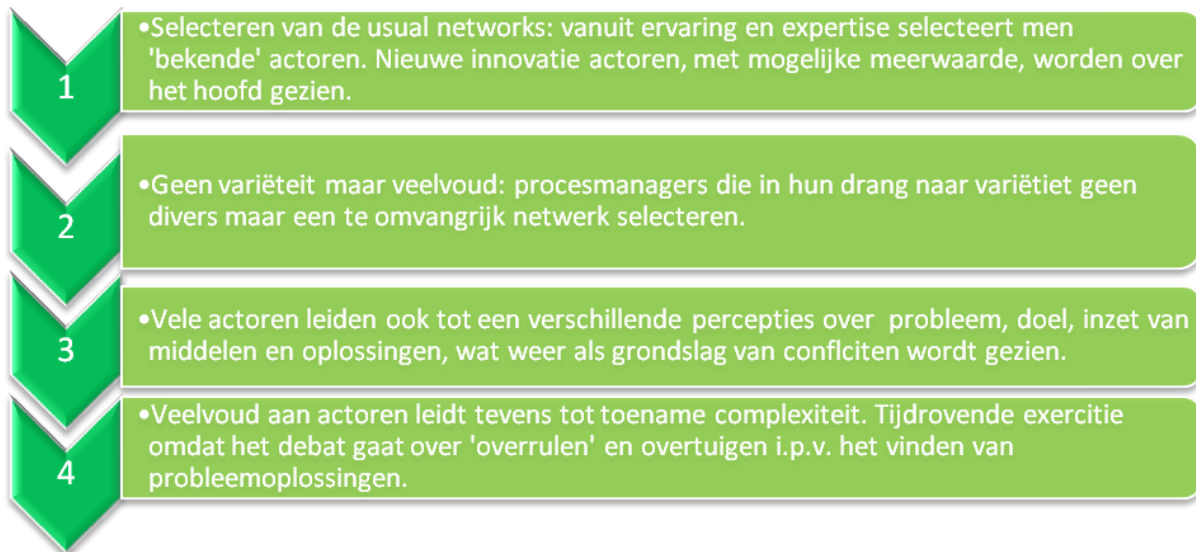 1
•Selecteren van de usual networks: vanuit ervaring en expertise selecteert men
'bekende' actoren. Nieuwe innovatie actoren, met mogelijke meerwaarde, worden over
het hoofd gezien.
2
•Geen variëteit maar veelvoud: procesmanagers die in hun drang naar variëtiet geen
divers maar een te omvangrijk netwerk selecteren.
3
•Vele actoren leiden ook tot een verschillende percepties over probleem, doel, inzet van
middelen en oplossingen, wat weer als grondslag van conflciten wordt gezien.
4
•Veelvoud aan actoren leidt tevens tot toename complexiteit. Tijdrovende exercitie
omdat het debat gaat over 'overrulen' en overtuigen i.p.v. het vinden van
probleemoplossingen.